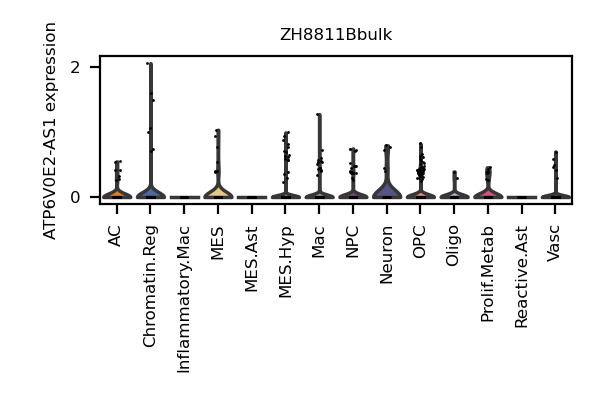 ZH8811Bbulk
ATP6V0E2-AS1 expression
2
0
AC
Chromatin.Reg
Inflammatory.Mac
MES
MES.Ast
MES.Hyp
Mac
NPC
Neuron
OPC
Oligo
Prolif.Metab
Reactive.Ast
Vasc